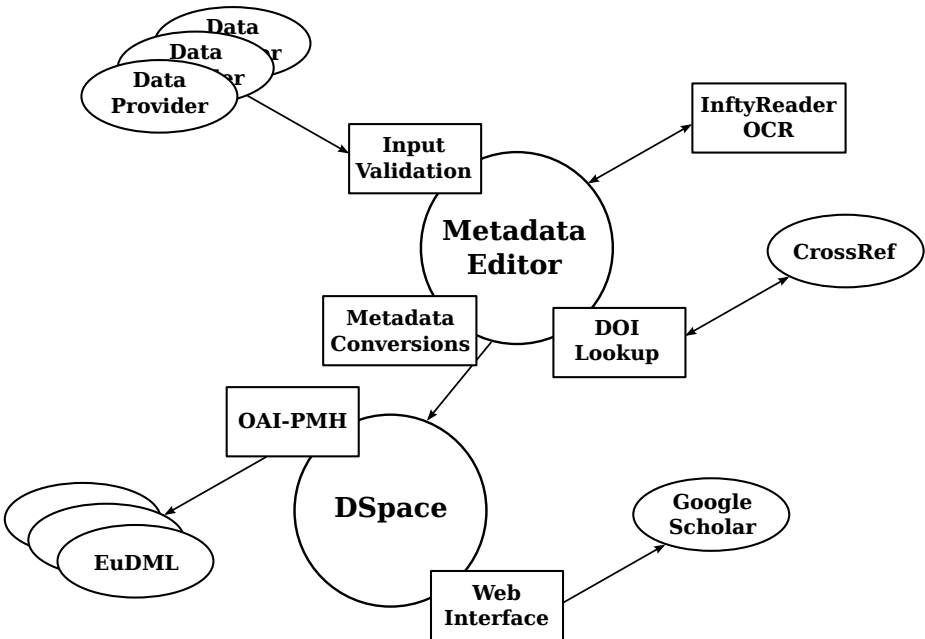 Data
Data
Data
Provider
InftyReader
OCR
Input
Validation
Metadata
Editor
CrossRef
Metadata
Conversions
DOI
Lookup
OAI-PMH
DSpace
Google
Scholar
EuDML
Web
Interface